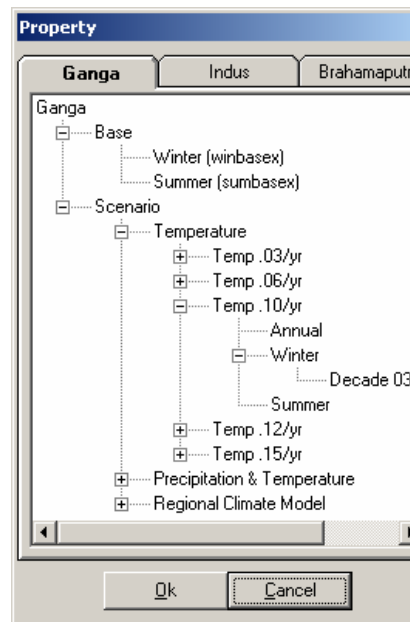 Property
Ganga Indus Brahamaputr
Ganga
Base
Winter (winbasex)
Summer (sumbasex)
Scenario
Temperature
Temp .03/yr
Temp .06/yr
Temp .10/yr
Annual
Winter
Decade 03
Summer
Temp .12/yr
Temp .15/yr
Precipitation & Temperature
Regional Climate Model
Ok Cancel